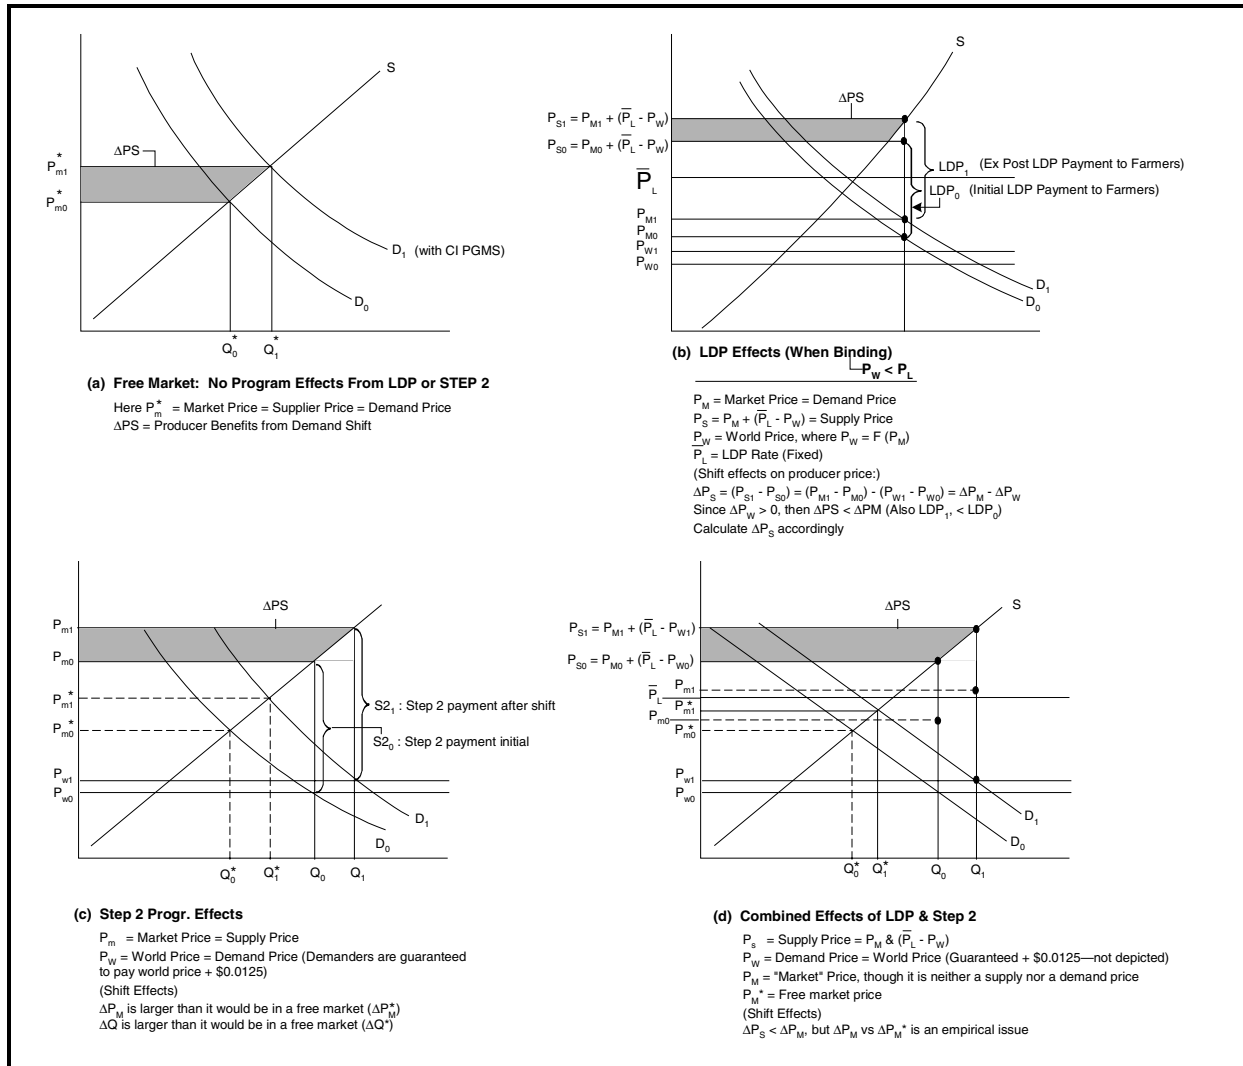 S
ΔPS
P*m1
P*m0
D1 (with CI PGMS)
D0
Q*0 Q*1
(a) Free Market: No Program Effects From LDP or STEP 2
Here P*m = Market Price = Supplier Price = Demand Price
ΔPS = Producer Benefits from Demand Shift
S
ΔPS
PS1 = PM1 + (P̅L - PW)
PS0 = PM0 + (P̅L - PW)
P̅L
LDP1 (Ex Post LDP Payment to Farmers)
LDP0 (Initial LDP Payment to Farmers)
PM1
PM0
PW1
PW0
D1
D0
(b) LDP Effects (When Binding)
PW < PL
PM = Market Price = Demand Price
PS = PM + (P̅L - PW) = Supply Price
PW = World Price, where PW = F (PM)
P̅L = LDP Rate (Fixed)
(Shift effects on producer price:)
ΔPS = (PS1 - PS0) = (PM1 - PM0) - (PW1 - PW0) = ΔPM - ΔPW
Since ΔPW > 0, then ΔPS < ΔPM (Also LDP1, < LDP0)
Calculate ΔPS accordingly
ΔPS
Pm1
Pm0
P*m1
P*m0
S21 : Step 2 payment after shift
S20 : Step 2 payment initial
Pw1
Pw0
D1
D0
Q*0 Q*1 Q0 Q1
(c) Step 2 Progr. Effects
Pm = Market Price = Supply Price
PW = World Price = Demand Price (Demanders are guaranteed
to pay world price + $0.0125)
(Shift Effects)
ΔPM is larger than it would be in a free market (ΔP*M)
ΔQ is larger than it would be in a free market (ΔQ*)
ΔPS
S
PS1 = PM1 + (P̅L - PW1)
PS0 = PM0 + (P̅L - PW0)
Pm1
P̅L
P*m1
Pm0
P*m0
Pw1
Pw0
D1
D0
Q*0 Q*1 Q0 Q1
(d) Combined Effects of LDP & Step 2
Ps = Supply Price = PM & (P̅L - PW)
PW = Demand Price = World Price (Guaranteed + $0.0125—not depicted)
PM = "Market" Price, though it is neither a supply nor a demand price
PM* = Free market price
(Shift Effects)
ΔPS < ΔPM, but ΔPM vs ΔPM* is an empirical issue